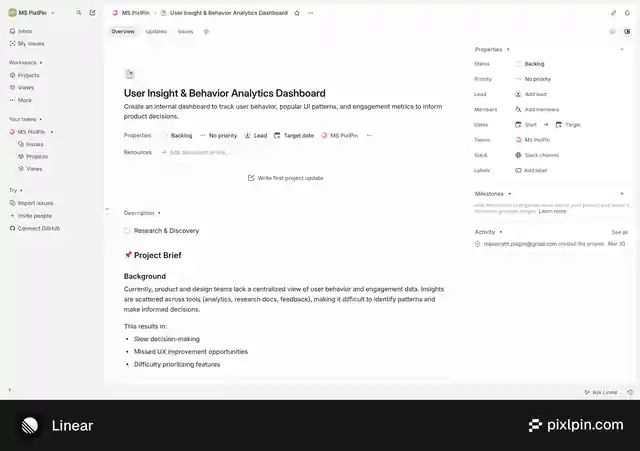 MS PixlPin
Inbox
My issues
Workspace
Projects
Views
More
Your teams
MS PixlPin
Issues
Projects
Views
Try
Import issues
Invite people
Connect GitHub
MS PixlPin › User Insight & Behavior Analytics Dashboard
Overview Updates Issues
User Insight & Behavior Analytics Dashboard
Create an internal dashboard to track user behavior, popular UI patterns, and engagement metrics to inform
product decisions.
Properties Backlog No priority Lead Target date MS PixlPin
Resources + Add document or link...
Write first project update
Description
Research & Discovery
📌 Project Brief
Background
Currently, product and design teams lack a centralized view of user behavior and engagement data. Insights
are scattered across tools (analytics, research docs, feedback), making it difficult to identify patterns and
make informed decisions.
This results in:
• Slow decision-making
• Missed UX improvement opportunities
• Difficulty prioritizing features
Properties
Status Backlog
Priority No priority
Lead Add lead
Members Add members
Dates Start → Target
Teams MS PixlPin
Slack Slack channel
Labels Add label
Milestones +
Learn more
Activity See all
created the project Mar 20
Ask Linear
Linear
pixlpin.com